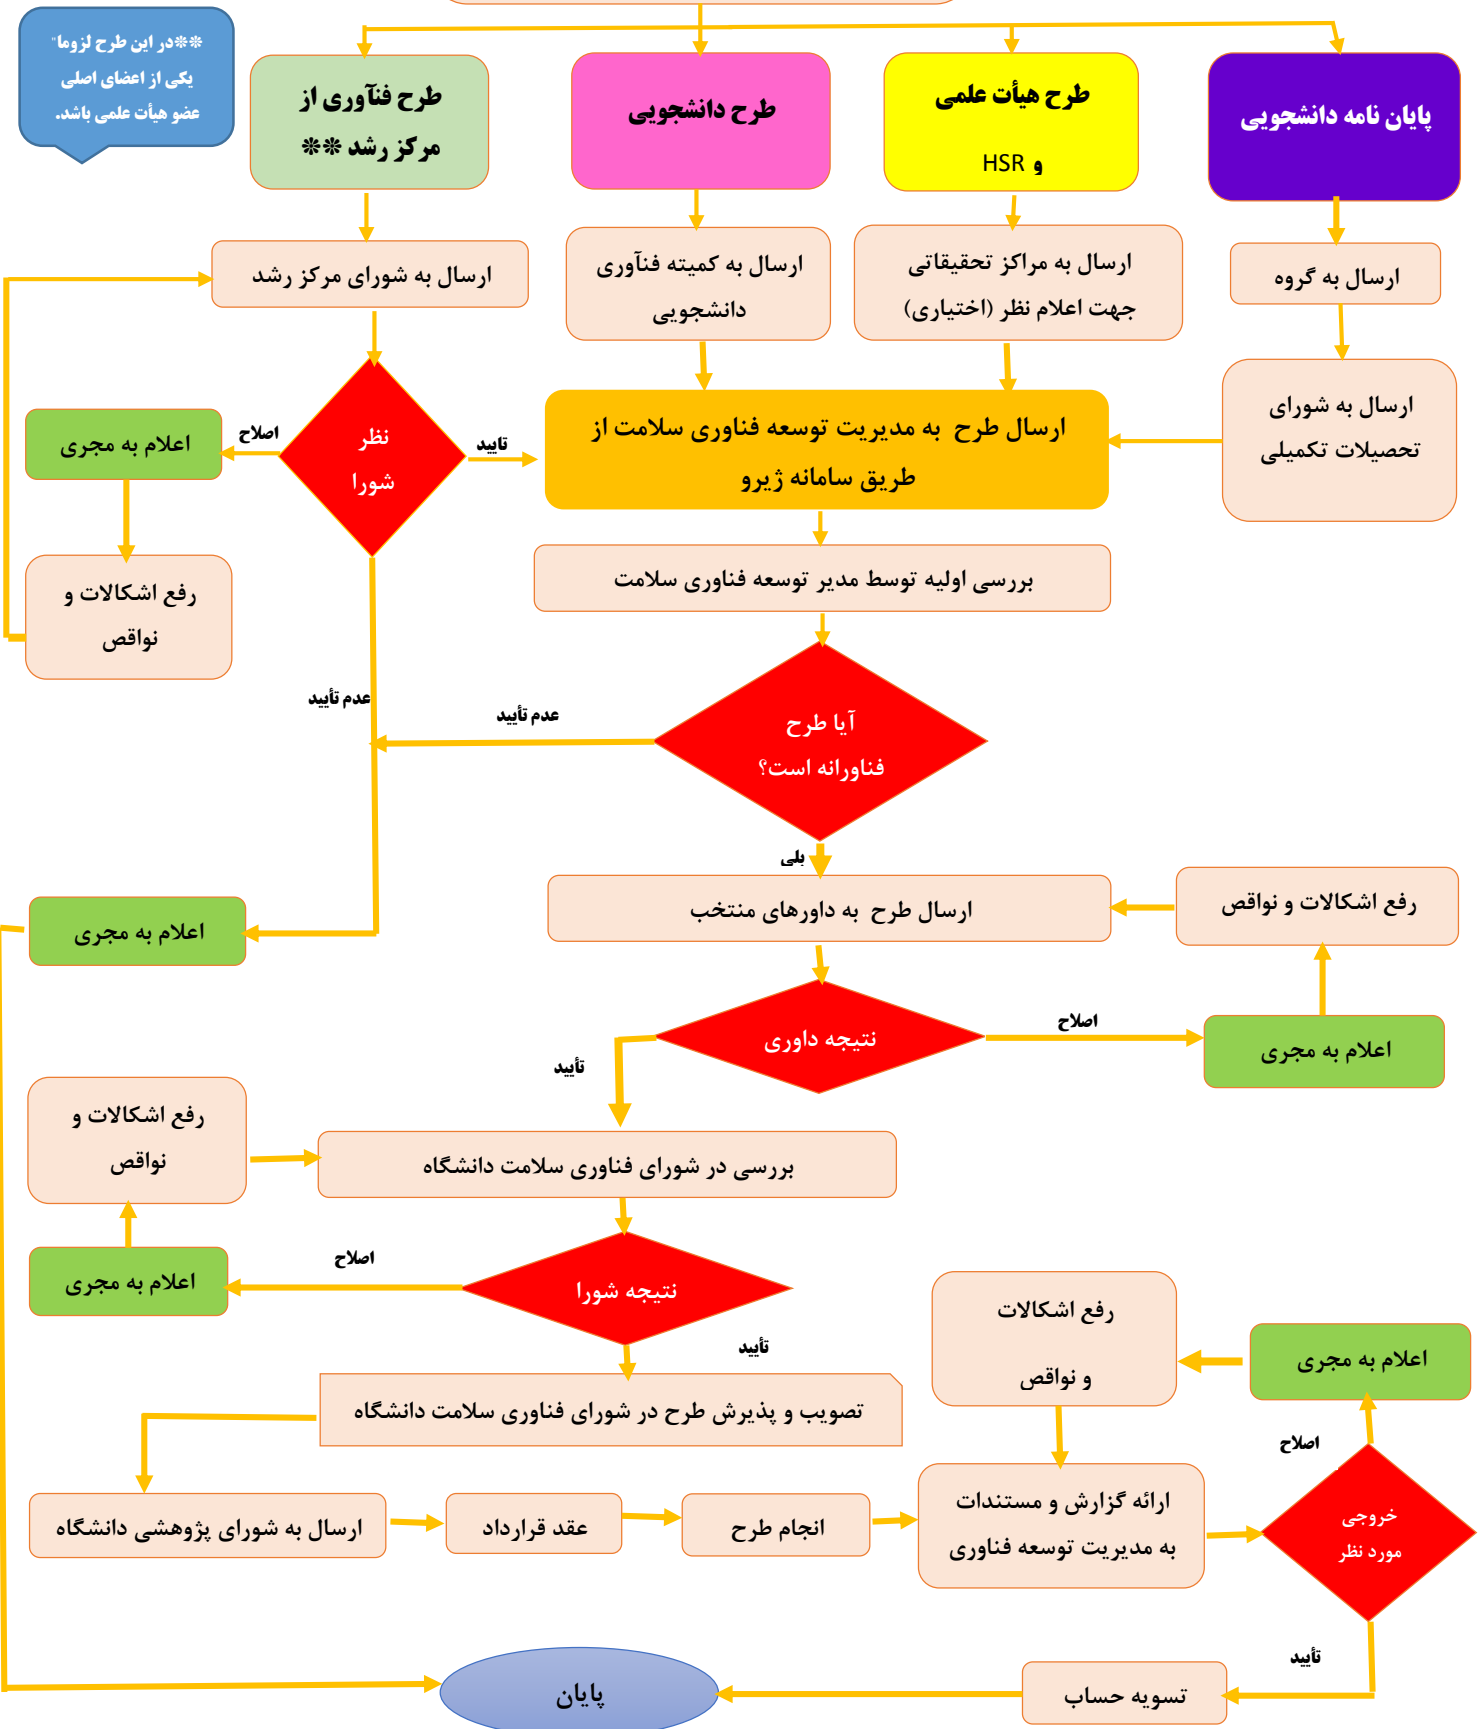 **در این طرح لزوما"
یکی از اعضای اصلی
عضو هیأت علمی باشد.
پایان نامه دانشجویی
طرح هیأت علمی
و HSR
طرح دانشجویی
طرح فنآوری از
مرکز رشد **
ارسال به گروه
ارسال به مراکز تحقیقاتی
جهت اعلام نظر (اختیاری)
ارسال به کمیته فنآوری
دانشجویی
ارسال به شورای مرکز رشد
ارسال به شورای
تحصیلات تکمیلی
ارسال طرح به مدیریت توسعه فناوری سلامت از
طریق سامانه ژیرو
تایید
نظر
شورا
اصلاح
اعلام به مجری
رفع اشکالات و
نواقص
بررسی اولیه توسط مدیر توسعه فناوری سلامت
عدم تأیید
عدم تأیید
آیا طرح
فناورانه است؟
بلی
ارسال طرح به داورهای منتخب
رفع اشکالات و نواقص
اعلام به مجری
نتیجه داوری
اصلاح
اعلام به مجری
تأیید
رفع اشکالات و
نواقص
بررسی در شورای فناوری سلامت دانشگاه
اصلاح
اعلام به مجری
نتیجه شورا
تأیید
رفع اشکالات
و نواقص
اعلام به مجری
تصویب و پذیرش طرح در شورای فناوری سلامت دانشگاه
اصلاح
ارسال به شورای پژوهشی دانشگاه
عقد قرارداد
انجام طرح
ارائه گزارش و مستندات
به مدیریت توسعه فناوری
خروجی
مورد نظر
تأیید
تسویه حساب
پایان